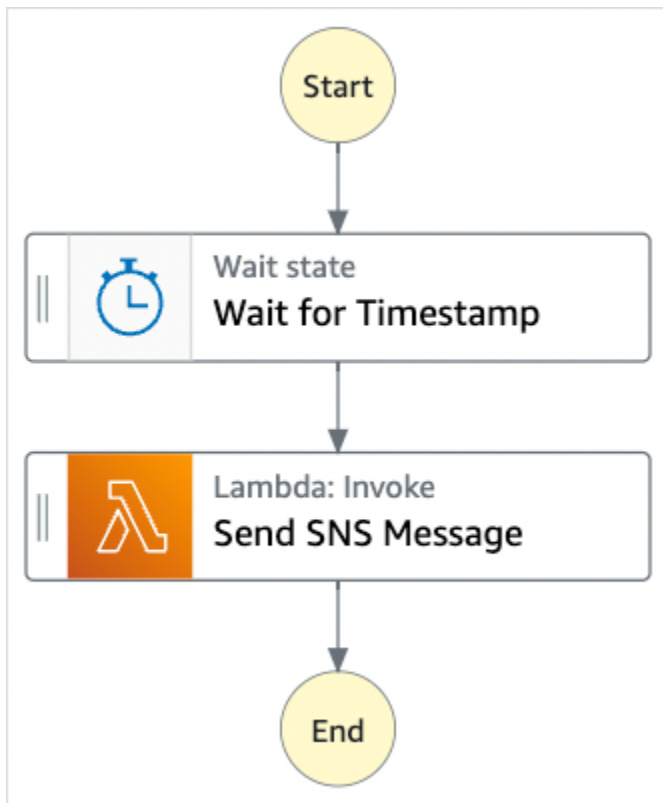 Start
Wait state
Wait for Timestamp
Lambda: Invoke
Send SNS Message
End